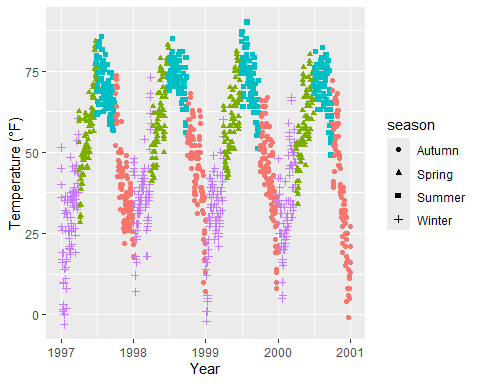 Temperature (°F)
75
50
25
0
1997
1998
1999
2000
2001
Year
season
Autumn
Spring
Summer
Winter